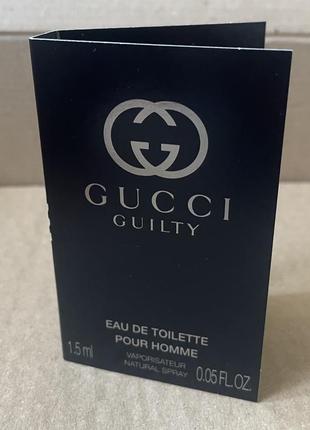 GUCCI
GUILTY
EAU DE TOILETTE
POUR HOMME
VAPORISATEUR
NATURAL SPRAY
1.5 ml
0.05 FL.OZ.